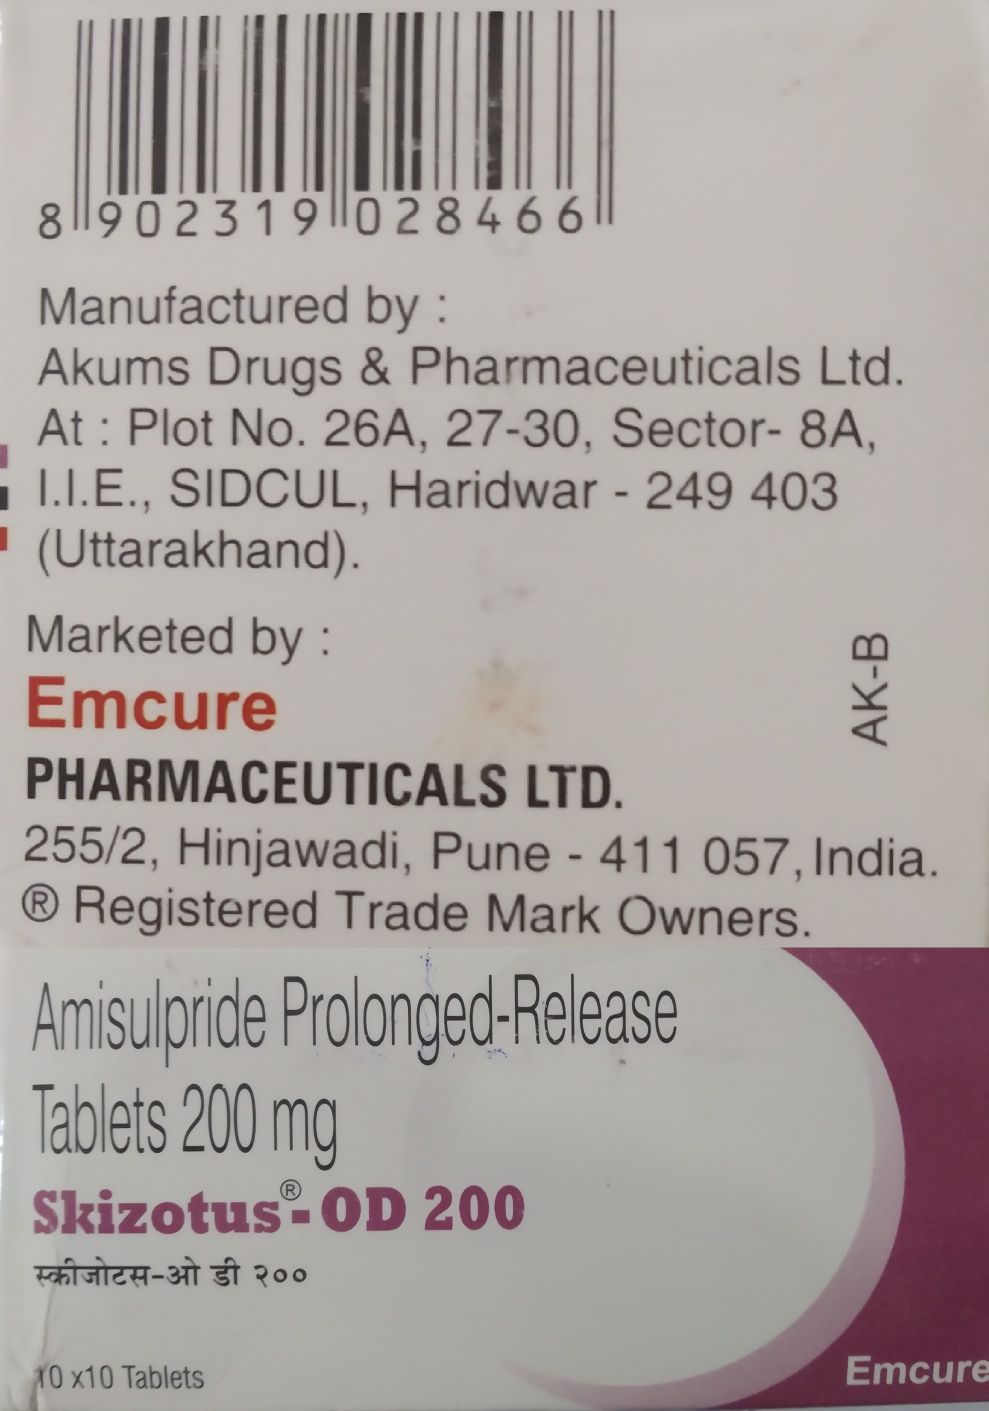 8 902319 028466
Manufactured by :
Akums Drugs & Pharmaceuticals Ltd.
At : Plot No. 26A, 27-30, Sector- 8A,
I.I.E., SIDCUL, Haridwar - 249 403
(Uttarakhand).
Marketed by :
Emcure
PHARMACEUTICALS LTD.
255/2, Hinjawadi, Pune - 411 057, India.
® Registered Trade Mark Owners.
AK-B
Amisulpride Prolonged-Release
Tablets 200 mg
Skizotus®-OD 200
स्कीजोटस-ओ डी २००
10 x10 Tablets
Emcure